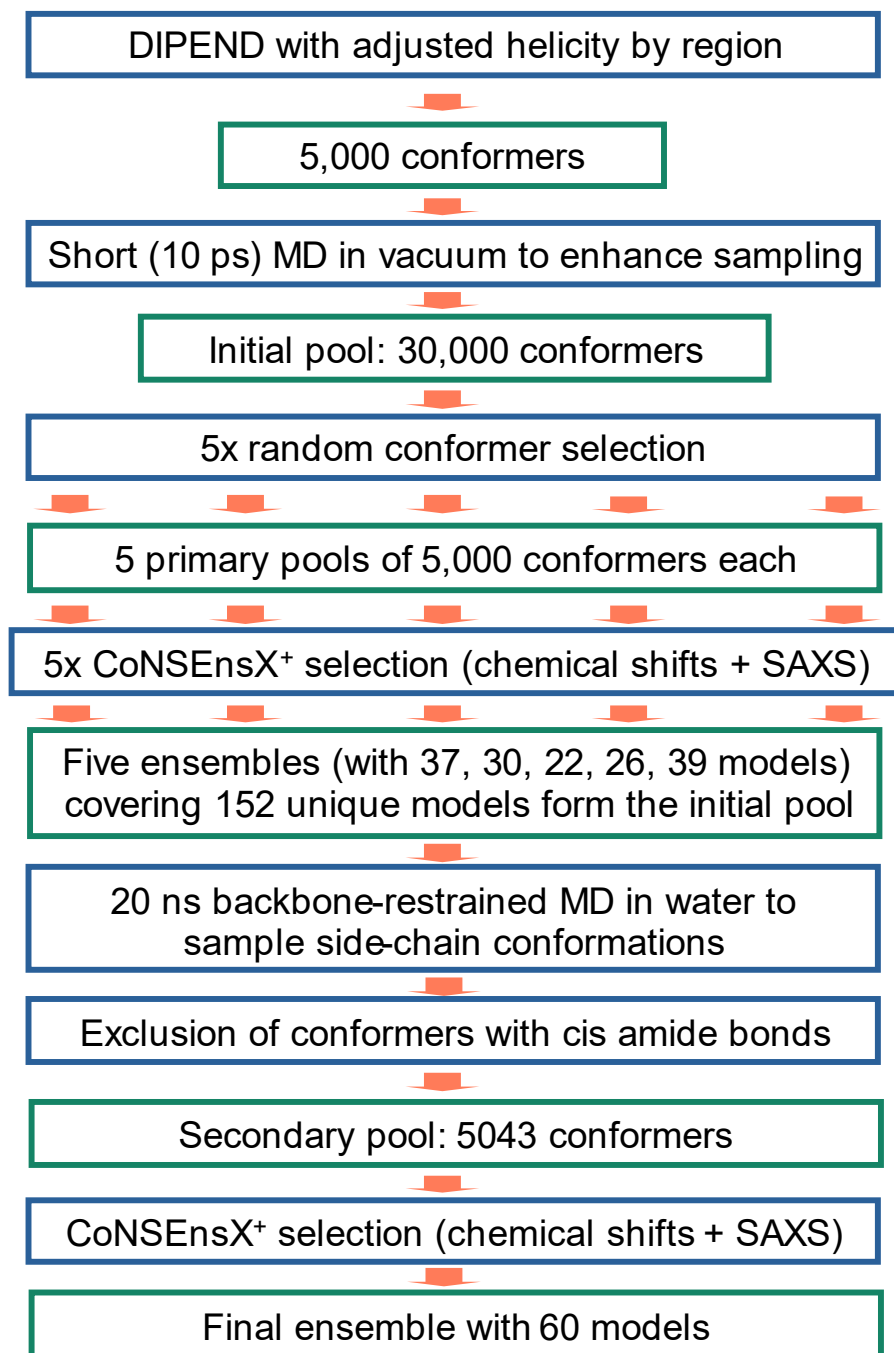 DIPEND with adjusted helicity by region
5,000 conformers
Short (10 ps) MD in vacuum to enhance sampling
Initial pool: 30,000 conformers
5x random conformer selection
5 primary pools of 5,000 conformers each
5x CoNSEnsX⁺ selection (chemical shifts + SAXS)
Five ensembles (with 37, 30, 22, 26, 39 models)
covering 152 unique models form the initial pool
20 ns backbone-restrained MD in water to
sample side-chain conformations
Exclusion of conformers with cis amide bonds
Secondary pool: 5043 conformers
CoNSEnsX⁺ selection (chemical shifts + SAXS)
Final ensemble with 60 models